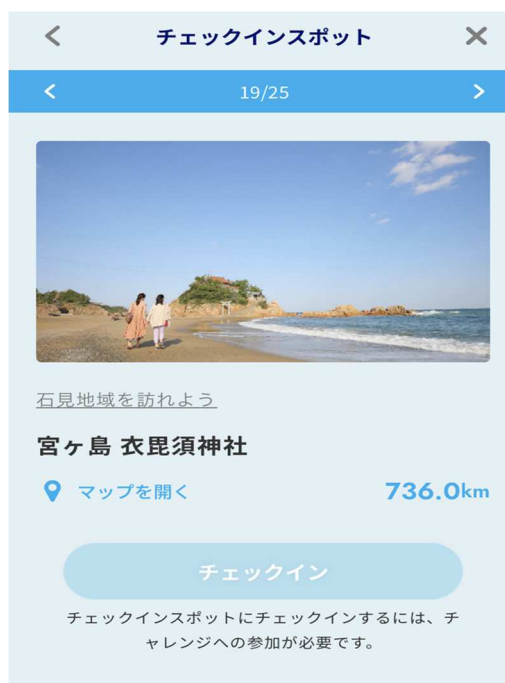 チェックインスポット
19/25
石見地域を訪れよう
宮ヶ島 衣毘須神社
マップを開く 736.0km
チェックイン
チェックインスポットにチェックインするには、チ
ャレンジへの参加が必要です。